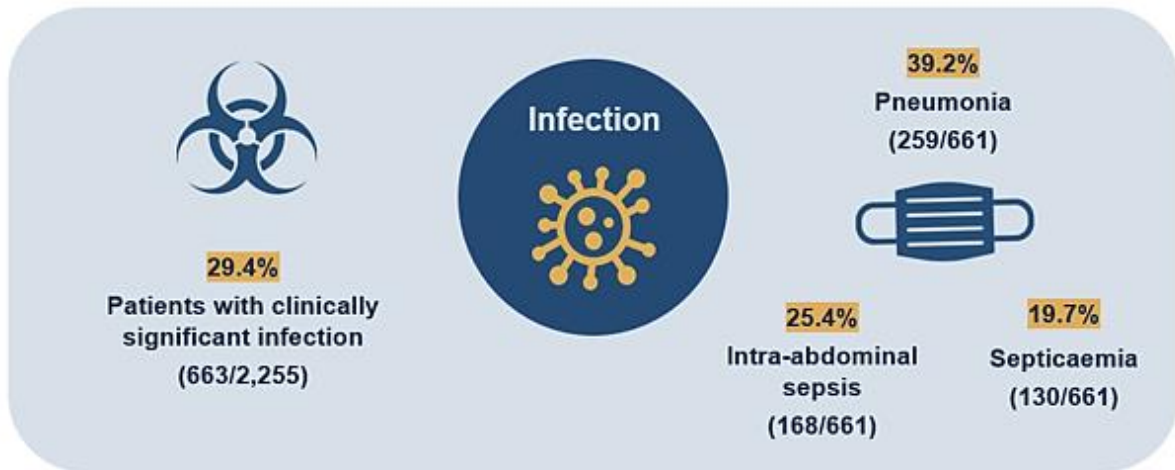 29.4%
Patients with clinically
significant infection
(663/2,255)
Infection
39.2%
Pneumonia
(259/661)
25.4%
Intra-abdominal
sepsis
(168/661)
19.7%
Septicaemia
(130/661)